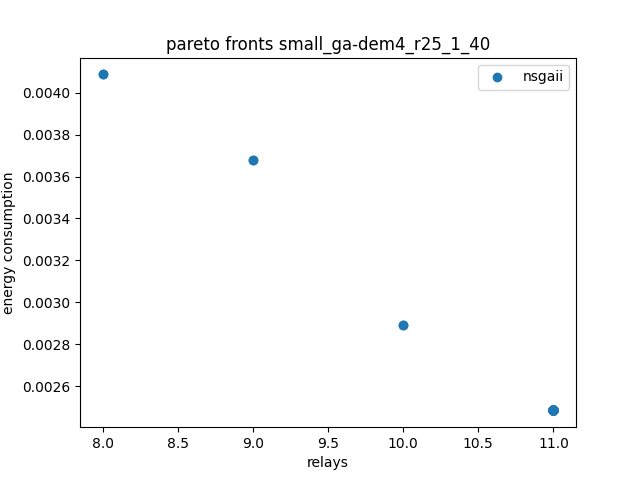 pareto fronts small_ga-dem4_r25_1_40
nsgaii
energy consumption
0.0040
0.0038
0.0036
0.0034
0.0032
0.0030
0.0028
0.0026
8.0 8.5 9.0 9.5 10.0 10.5 11.0
relays